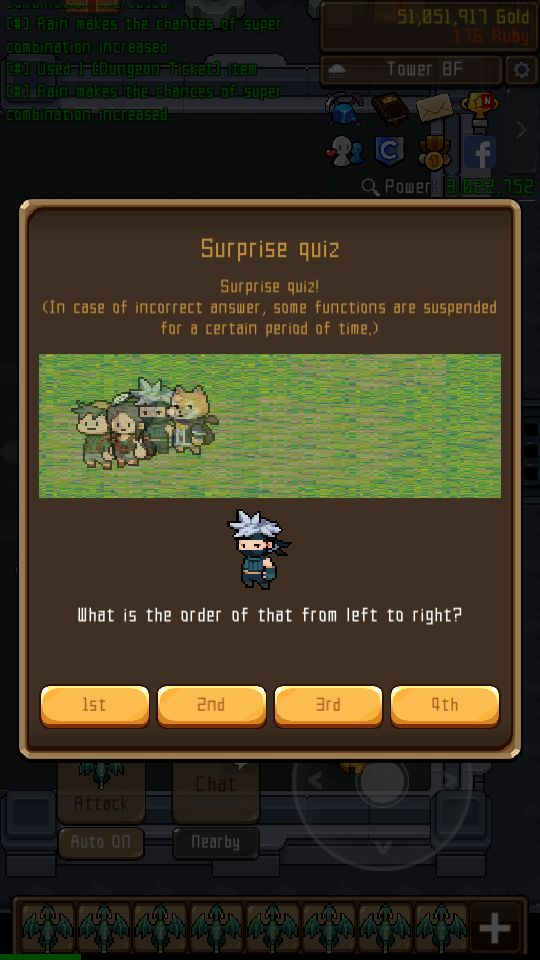 [#] Rain makes the chances of super
combination increased.
[#] Used 1 [Dungeon Ticket] item
[#] Rain makes the chances of super
combination increased.
51,051,917 Gold
176 Ruby
Tower 8F
N
C
1
f
Power: 3,022,752
Surprise quiz
Surprise quiz!
(In case of incorrect answer, some functions are suspended
for a certain period of time.)
What is the order of that from left to right?
1st 2nd 3rd 4th
Attack Chat
Auto ON Nearby